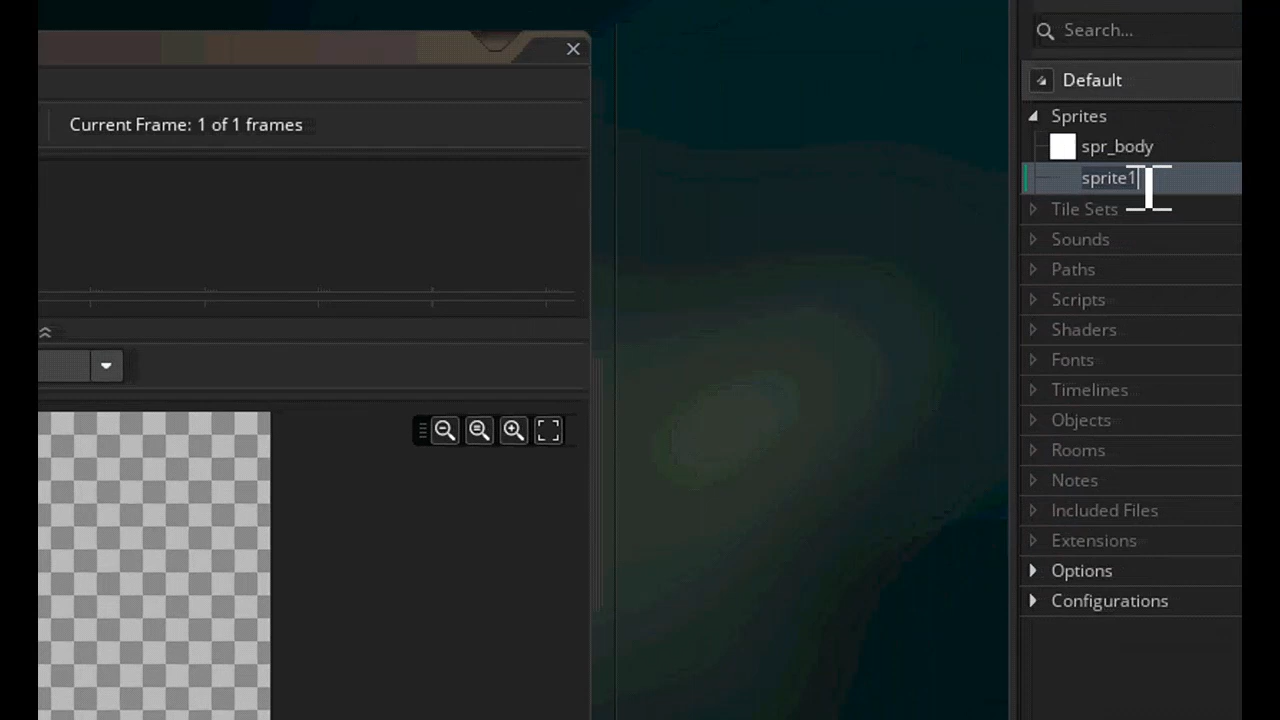 Search...
Default
Current Frame: 1 of 1 frames
Sprites
spr_body
sprite1
Tile Sets
Sounds
Paths
Scripts
Shaders
Fonts
Timelines
Objects
Rooms
Notes
Included Files
Extensions
Options
Configurations